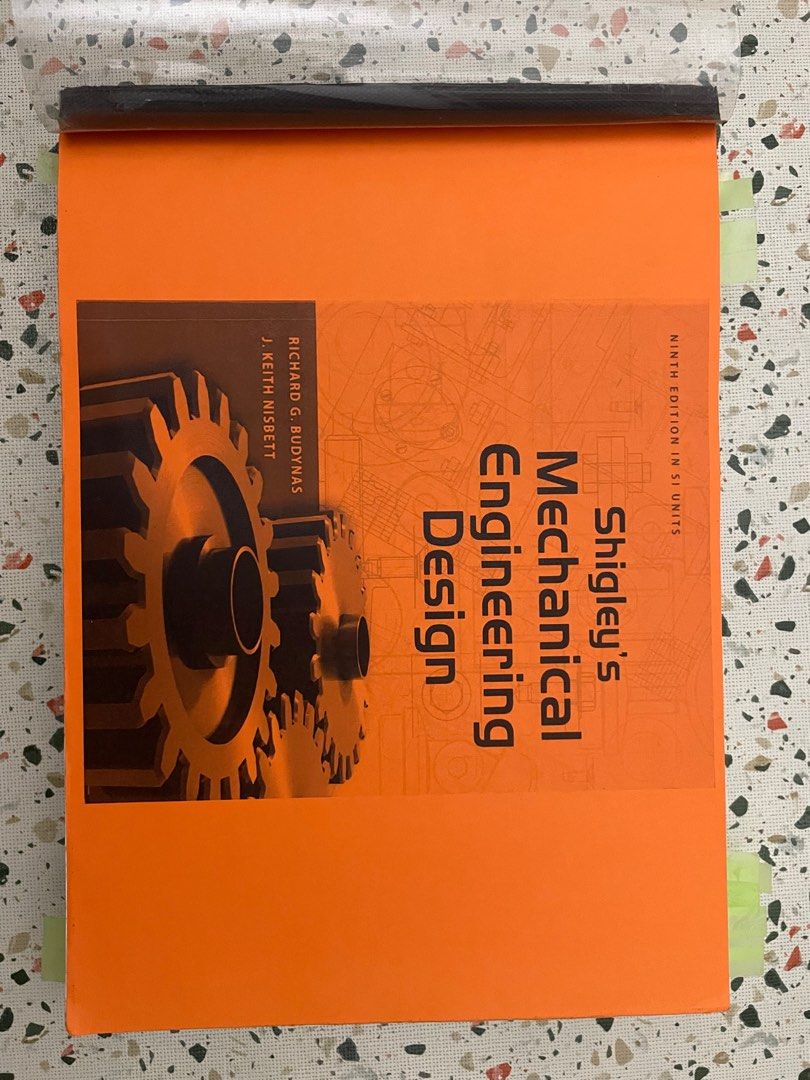 NINTH EDITION IN SI UNITS
Shigley's
Mechanical
Engineering
Design
RICHARD G. BUDYNAS
J. KEITH NISBETT